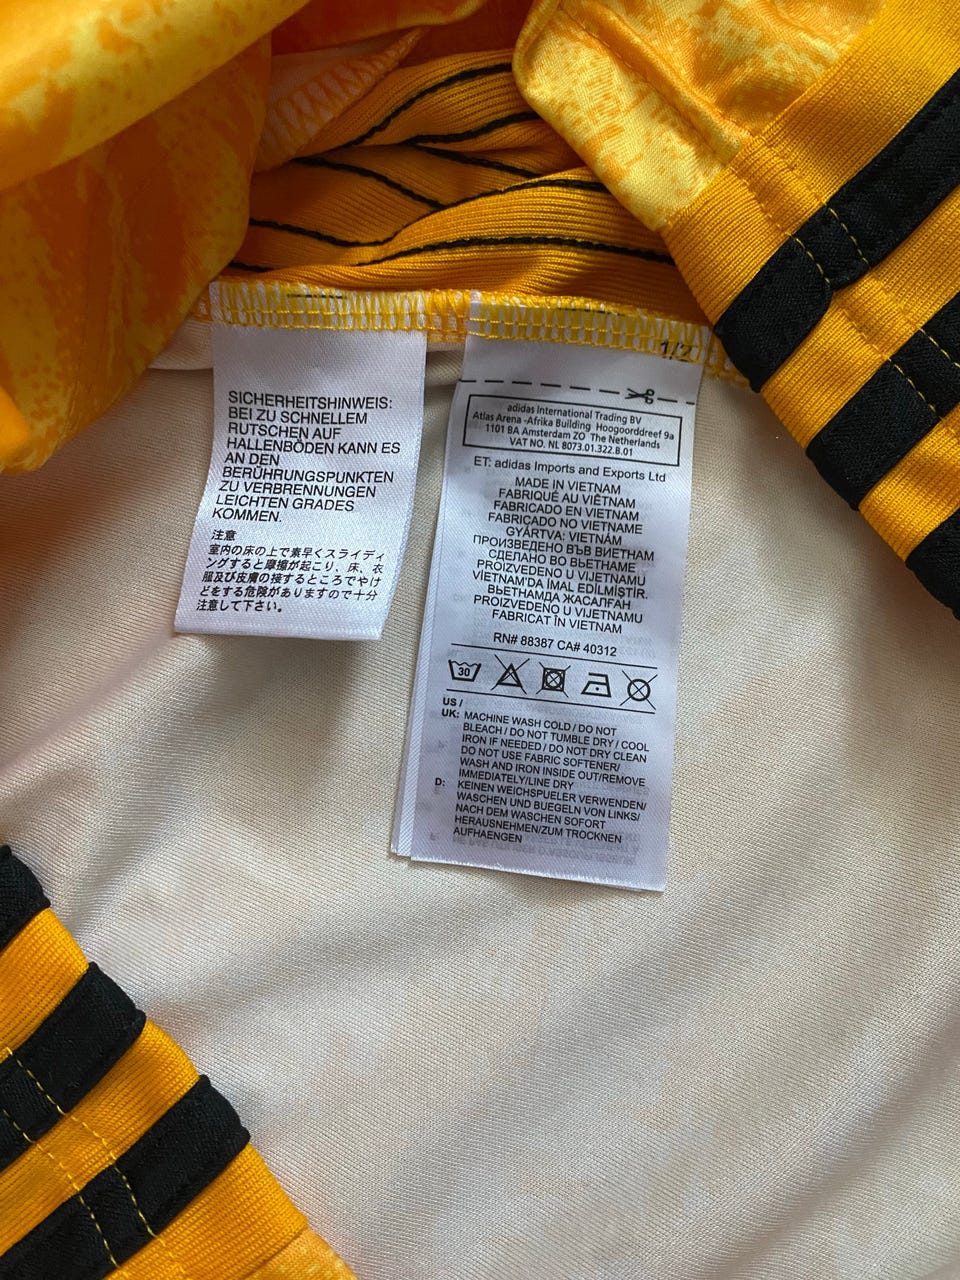 SICHERHEITSHINWEIS:
BEI ZU SCHNELLEM
RUTSCHEN AUF
HALLENBÖDEN KANN ES
AN DEN
BERÜHRUNGSPUNKTEN
ZU VERBRENNUNGEN
LEICHTEN GRADES
KOMMEN.
注意
室内の床の上で素早くスライディ
ングすると摩擦が起こり、床、衣
服及び皮膚の接するところでやけ
どをする危険がありますので十分
注意して下さい。
1/2
adidas International Trading BV
Atlas Arena -Afrika Building Hoogoorddreef 9a
1101 BA Amsterdam ZO The Netherlands
VAT NO. NL 8073.01.322.B.01
ET: adidas Imports and Exports Ltd
MADE IN VIETNAM
FABRIQUÉ AU VIÊTNAM
FABRICADO EN VIETNAM
FABRICADO NO VIETNAME
GYÁRTVA: VIETNÁM
ПРОИЗВЕДЕНО ВЪВ ВИЕТНАМ
СДЕЛАНО ВО ВЬЕТНАМЕ
PROIZVEDENO U VIJETNAMU
VİETNAM'DA İMAL EDİLMİŞTİR.
ВЬЕТНАМДА ЖАСАЛҒАН
PROIZVEDENO U VIJETNAMU
FABRICAT ÎN VIETNAM
RN# 88387 CA# 40312
30
US /
UK: MACHINE WASH COLD / DO NOT
BLEACH / DO NOT TUMBLE DRY / COOL
IRON IF NEEDED / DO NOT DRY CLEAN
DO NOT USE FABRIC SOFTENER/
WASH AND IRON INSIDE OUT/REMOVE
IMMEDIATELY/LINE DRY
D: KEINEN WEICHSPUELER VERWENDEN/
WASCHEN UND BUEGELN VON LINKS/
NACH DEM WASCHEN SOFORT
HERAUSNEHMEN/ZUM TROCKNEN
AUFHAENGEN